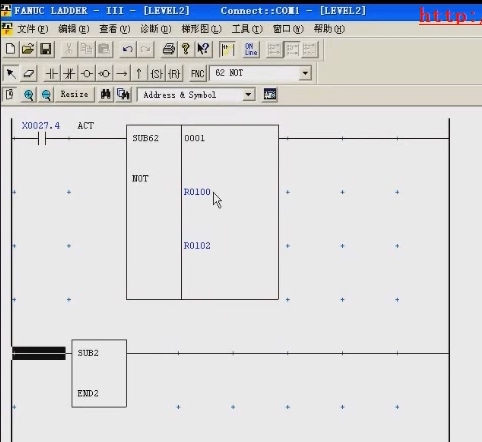 FANUC LADDER - III - [LEVEL2] Connect::COM1 - [LEVEL2]
http:
文件(F) 编辑(E) 查看(V) 诊断(D) 梯形图(L) 工具(T) 窗口(W) 帮助(H)
ON Line
(S) (R) FNC 62 NOT
Resize Address & Symbol
X0027.4 ACT
SUB62 0001
NOT
R0100
R0102
SUB2
END2